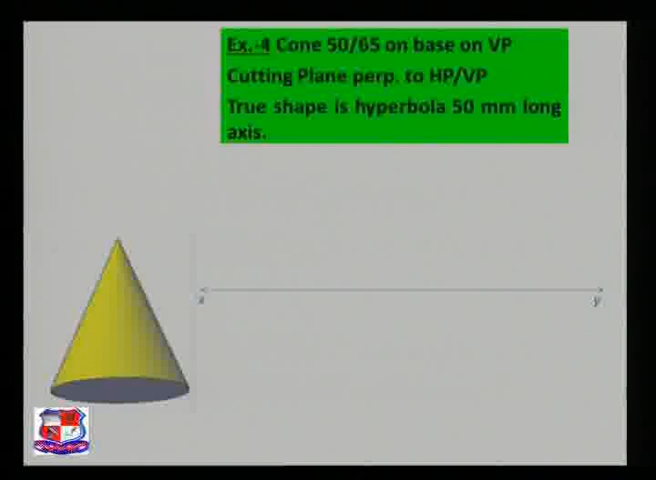 Ex.-4 Cone 50/65 on base on VP
Cutting Plane perp. to HP/VP
True shape is hyperbola 50 mm long
axis.
x
y